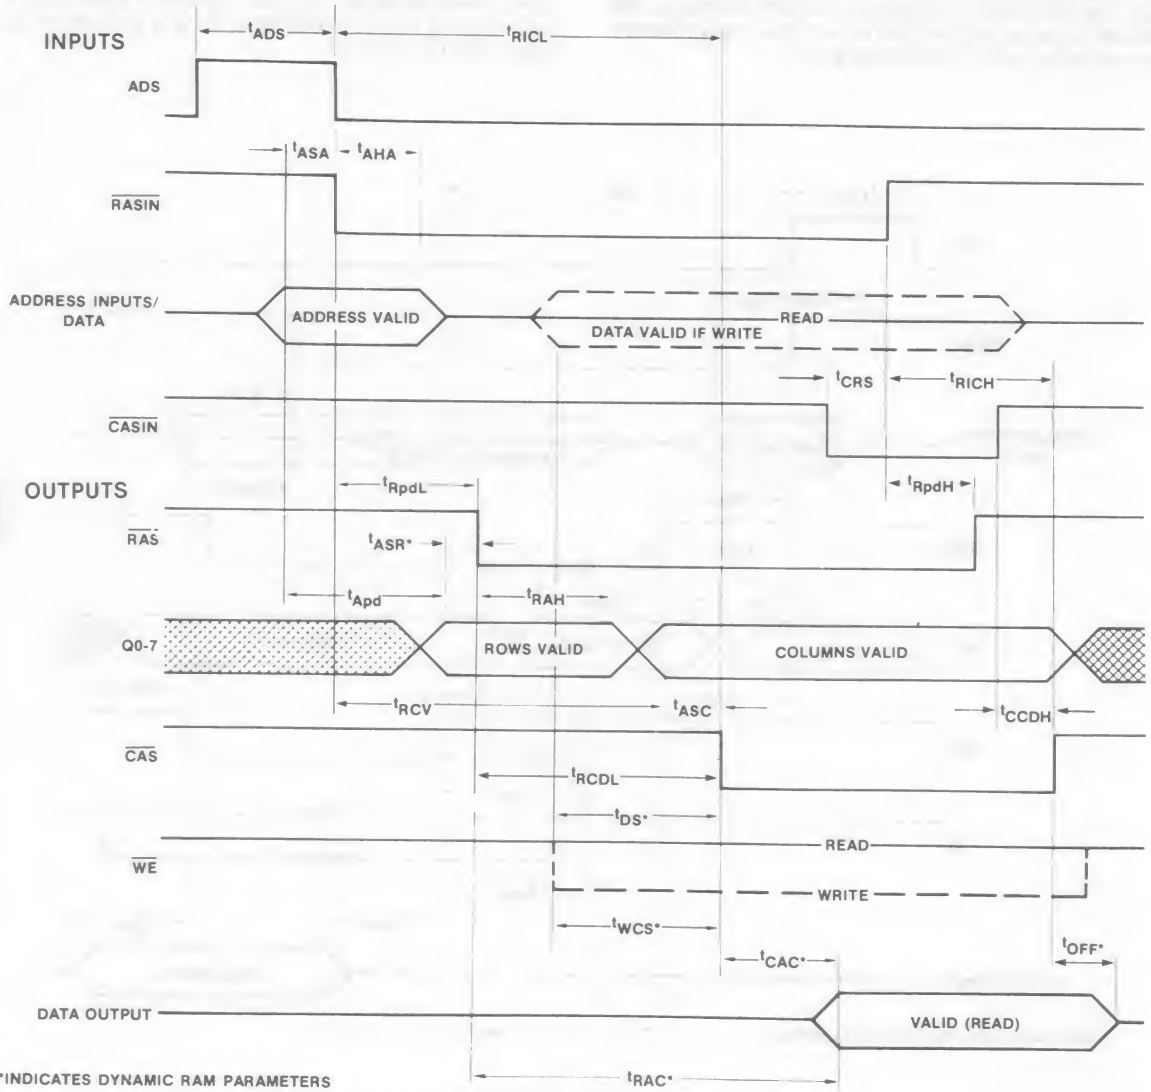 INPUTS
tADS
tRICL
ADS
tASA
tAHA
RASIN
ADDRESS INPUTS/
DATA
ADDRESS VALID
READ
DATA VALID IF WRITE
tCRS
tRICH
CASIN
OUTPUTS
tRpdL
tRpdH
RAS
tASR*
tApd
tRAH
Q0-7
ROWS VALID
COLUMNS VALID
tRCV
tASC
tCCDH
CAS
tRCDL
tDS*
WE
READ
WRITE
tWCS*
tCAC*
tOFF*
DATA OUTPUT
VALID (READ)
*INDICATES DYNAMIC RAM PARAMETERS
tRAC*